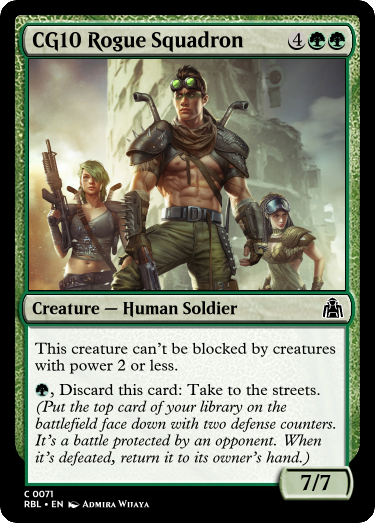 CG10 Rogue Squadron 4
Creature — Human Soldier
This creature can't be blocked by creatures
with power 2 or less.
, Discard this card: Take to the streets.
(Put the top card of your library on the
battlefield face down with two defense counters.
It's a battle protected by an opponent. When
it's defeated, return it to its owner's hand.)
7/7
C 0071
RBL • EN Admira Wijaya